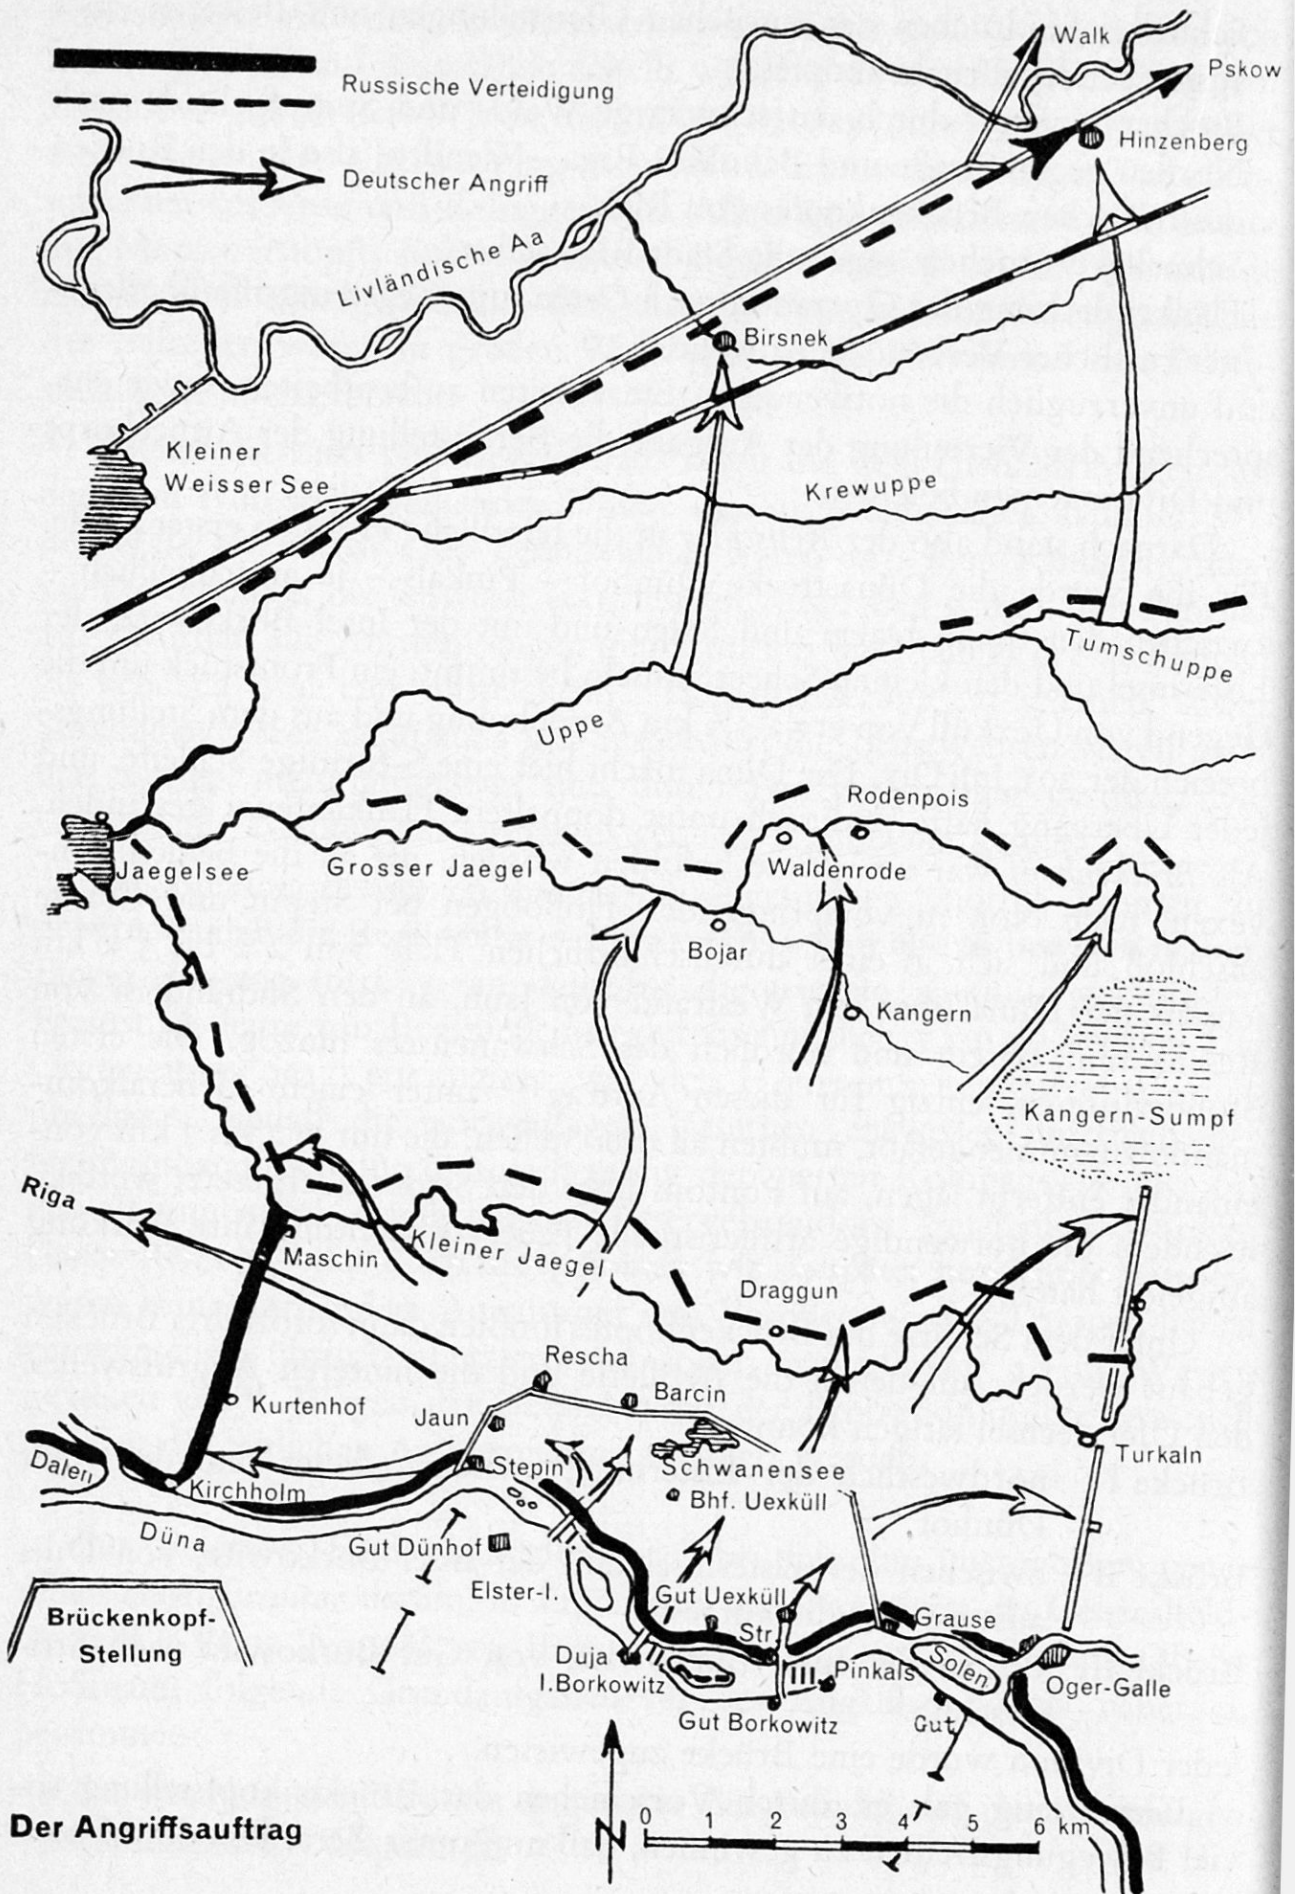 Walk
Pskow
Russische Verteidigung
Hinzenberg
Deutscher Angriff
Livländische Aa
Birsnek
Kleiner
Weisser See
Krewuppe
Tumschuppe
Uppe
Rodenpois
Jaegelsee
Grosser Jaegel
Waldenrode
Bojar
Kangern
Kangern-Sumpf
Riga
Maschin
Kleiner Jaegel
Draggun
Rescha
Barcin
Kurtenhof
Jaun
Dalen
Stepin
Schwanensee
Turkaln
Kirchholm
Bhf. Uexküll
Düna
Gut Dünhof
Elster-I.
Gut Uexküll
Brückenkopf-
Stellung
Grause
Str.
Duja
I.Borkowitz
Pinkals
Solen
Oger-Galle
Gut Borkowitz
Gut
Der Angriffsauftrag
N
0 1 2 3 4 5 6 km